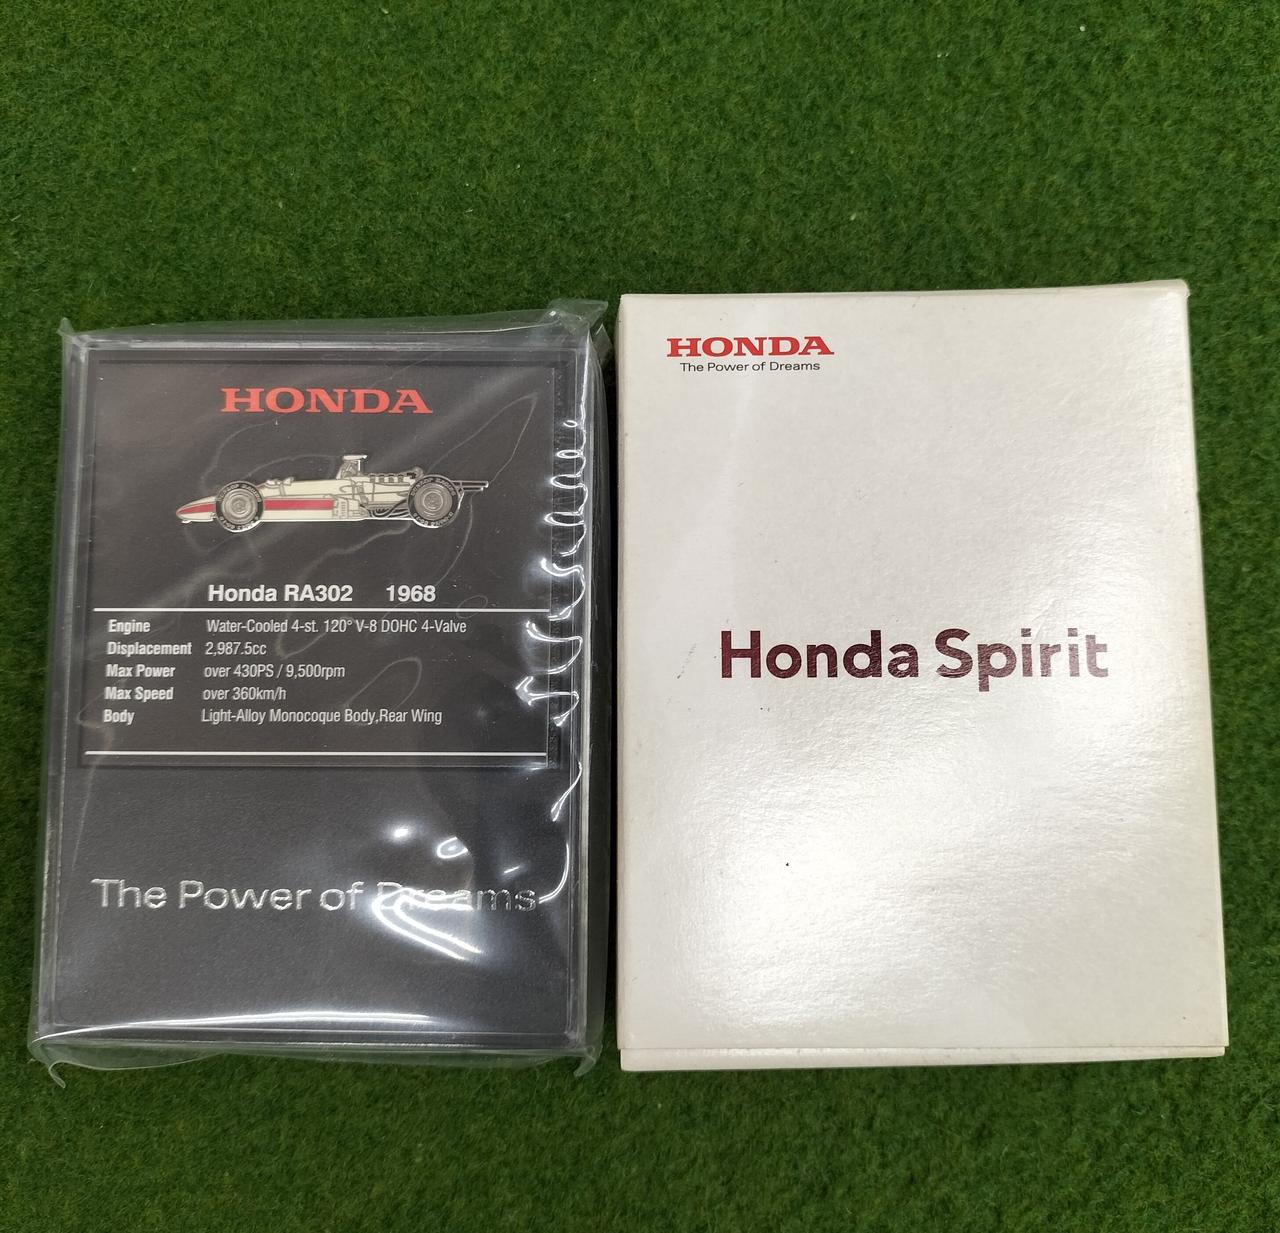 HONDA
Honda RA302 1968
Engine Water-Cooled 4-st. 120° V-8 DOHC 4-Valve
Displacement 2,987.5cc
Max Power over 430PS / 9,500rpm
Max Speed over 360km/h
Body Light-Alloy Monocoque Body,Rear Wing
The Power of Dreams
HONDA
The Power of Dreams
Honda Spirit